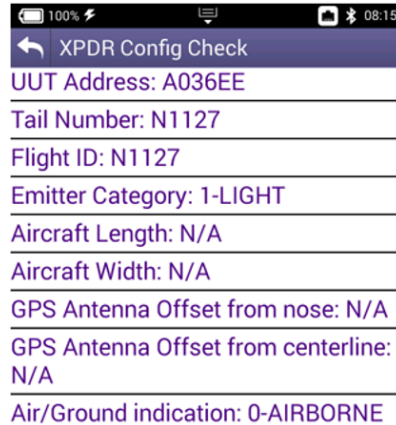 100% 08:15
XPDR Config Check
UUT Address: A036EE
Tail Number: N1127
Flight ID: N1127
Emitter Category: 1-LIGHT
Aircraft Length: N/A
Aircraft Width: N/A
GPS Antenna Offset from nose: N/A
GPS Antenna Offset from centerline:
N/A
Air/Ground indication: 0-AIRBORNE